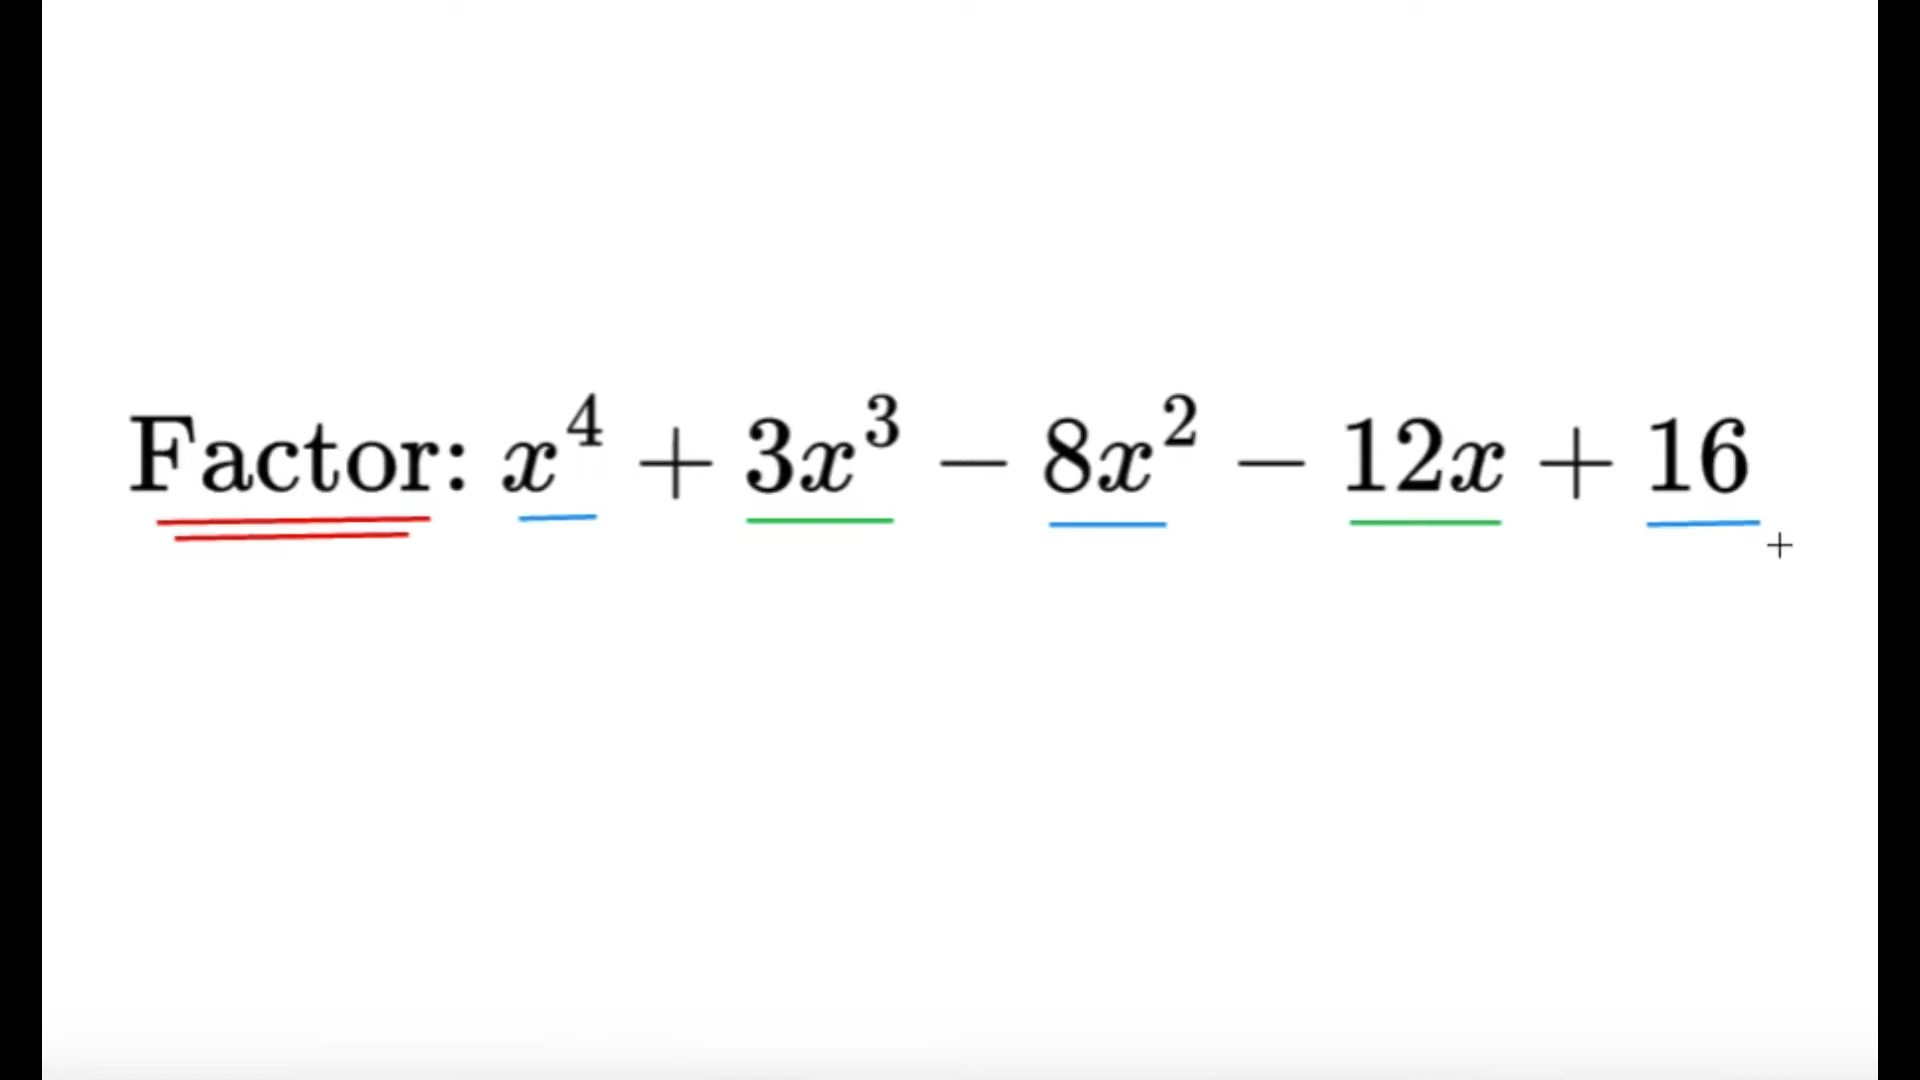 Factor: x⁴ + 3x³ − 8x² − 12x + 16